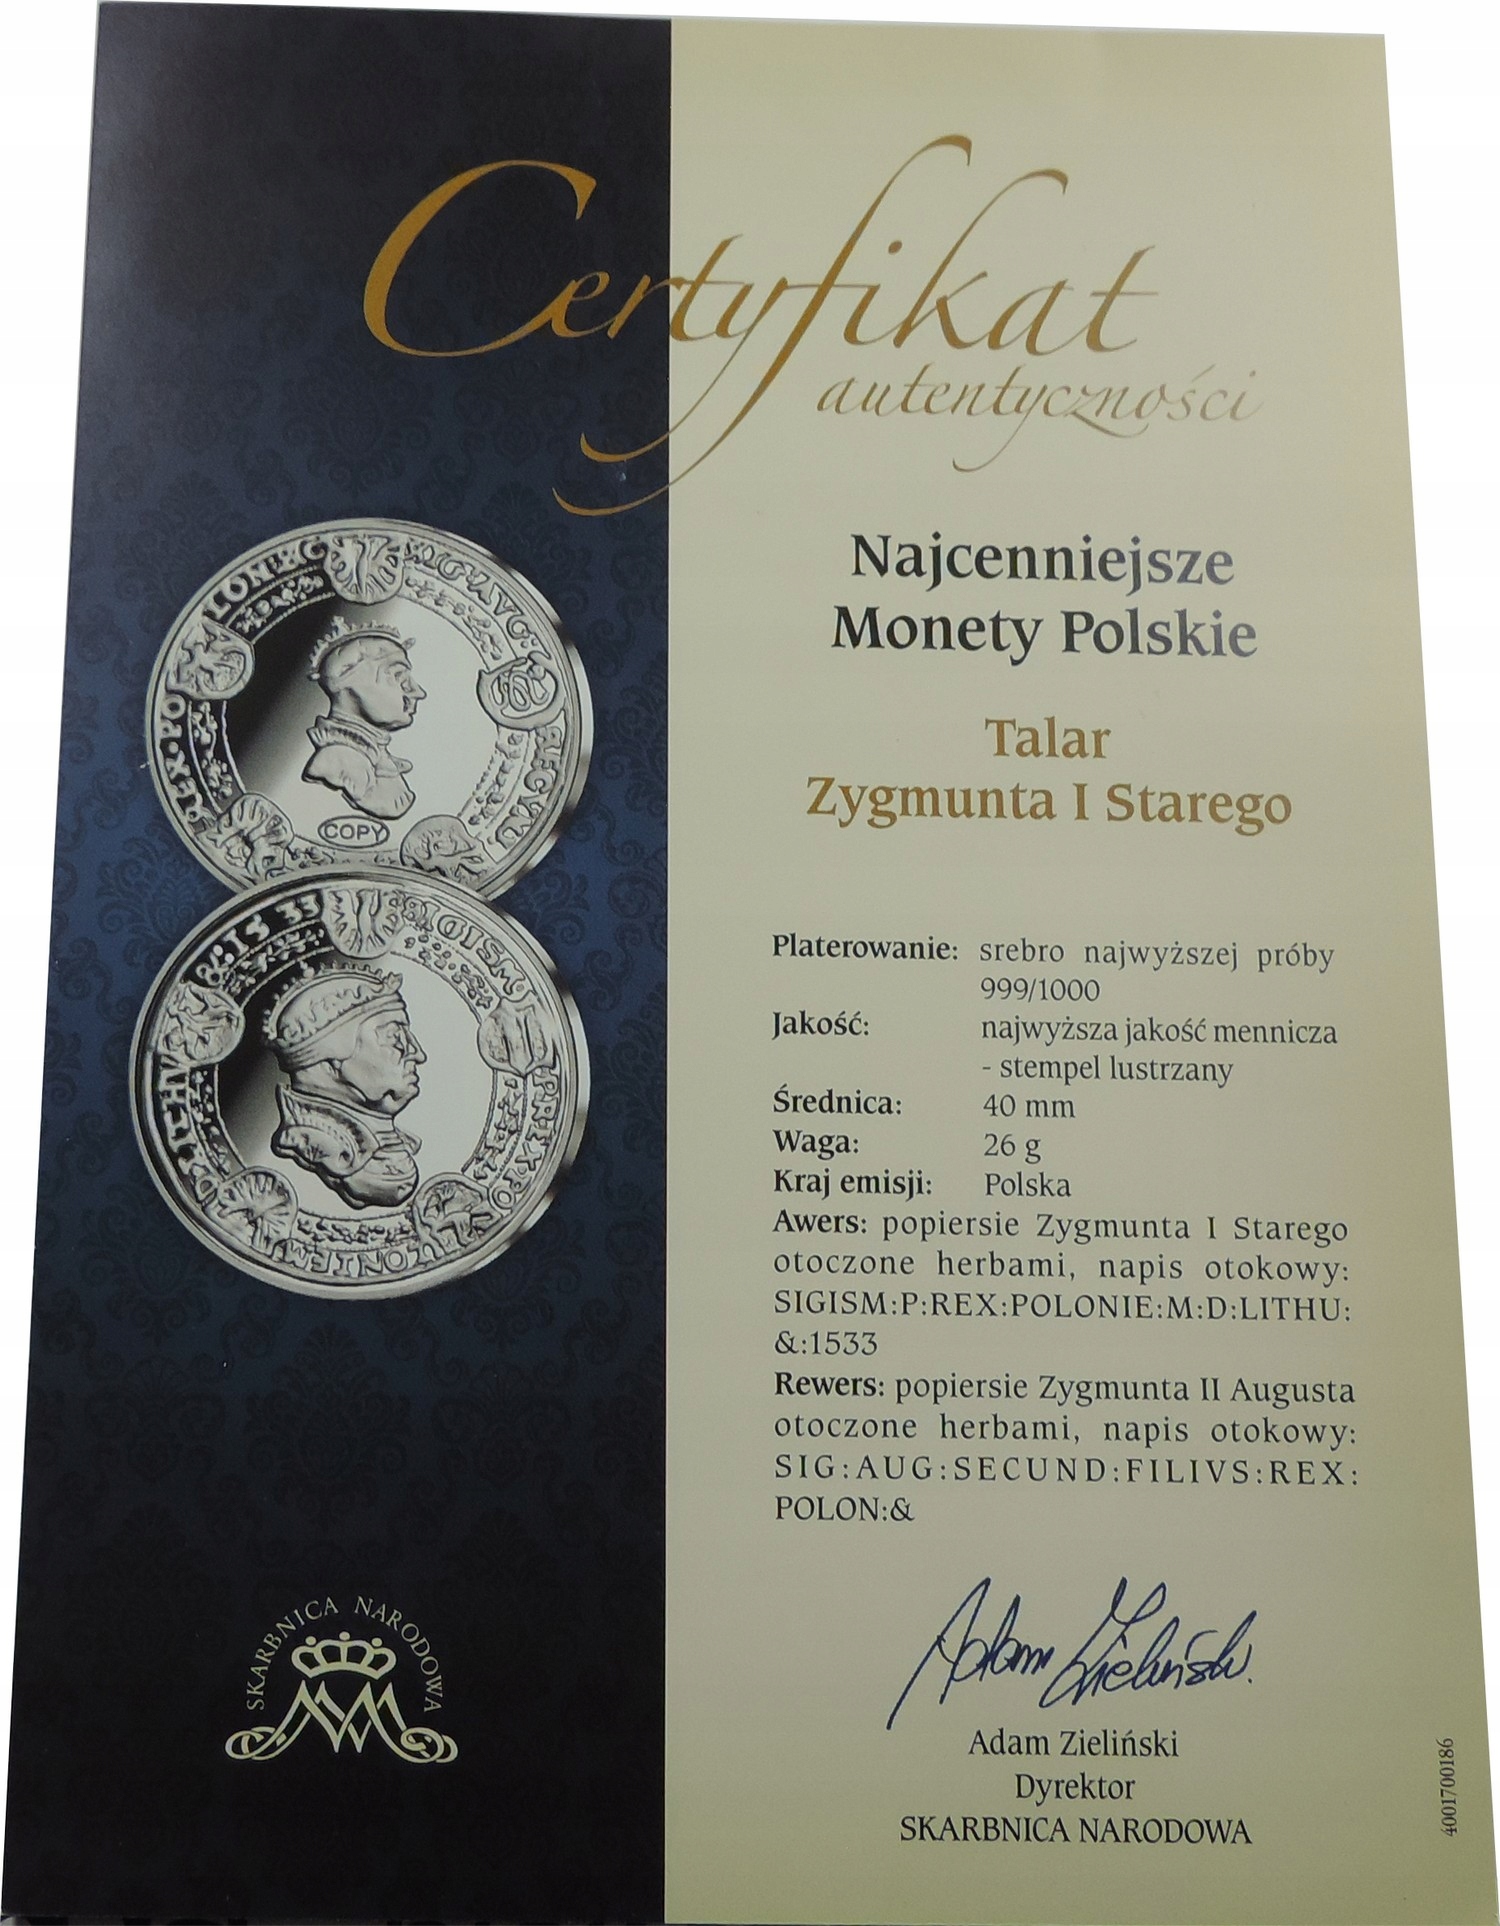 Certyfikat
autentyczności
Najcenniejsze
Monety Polskie
Talar
Zygmunta I Starego
COPY
Platerowanie: srebro najwyższej próby
999/1000
Jakość: najwyższa jakość mennicza
- stempel lustrzany
Średnica: 40 mm
Waga: 26 g
Kraj emisji: Polska
Awers: popiersie Zygmunta I Starego
otoczone herbami, napis otokowy:
SIGISM:P:REX:POLONIE:M:D:LITHU:
&:1533
Rewers: popiersie Zygmunta II Augusta
otoczone herbami, napis otokowy:
SIG:AUG:SECUND:FILIVS:REX:
POLON:&
Adam Zieliński.
Adam Zieliński
Dyrektor
SKARBNICA NARODOWA
SKARBNICA NARODOWA
4001700186